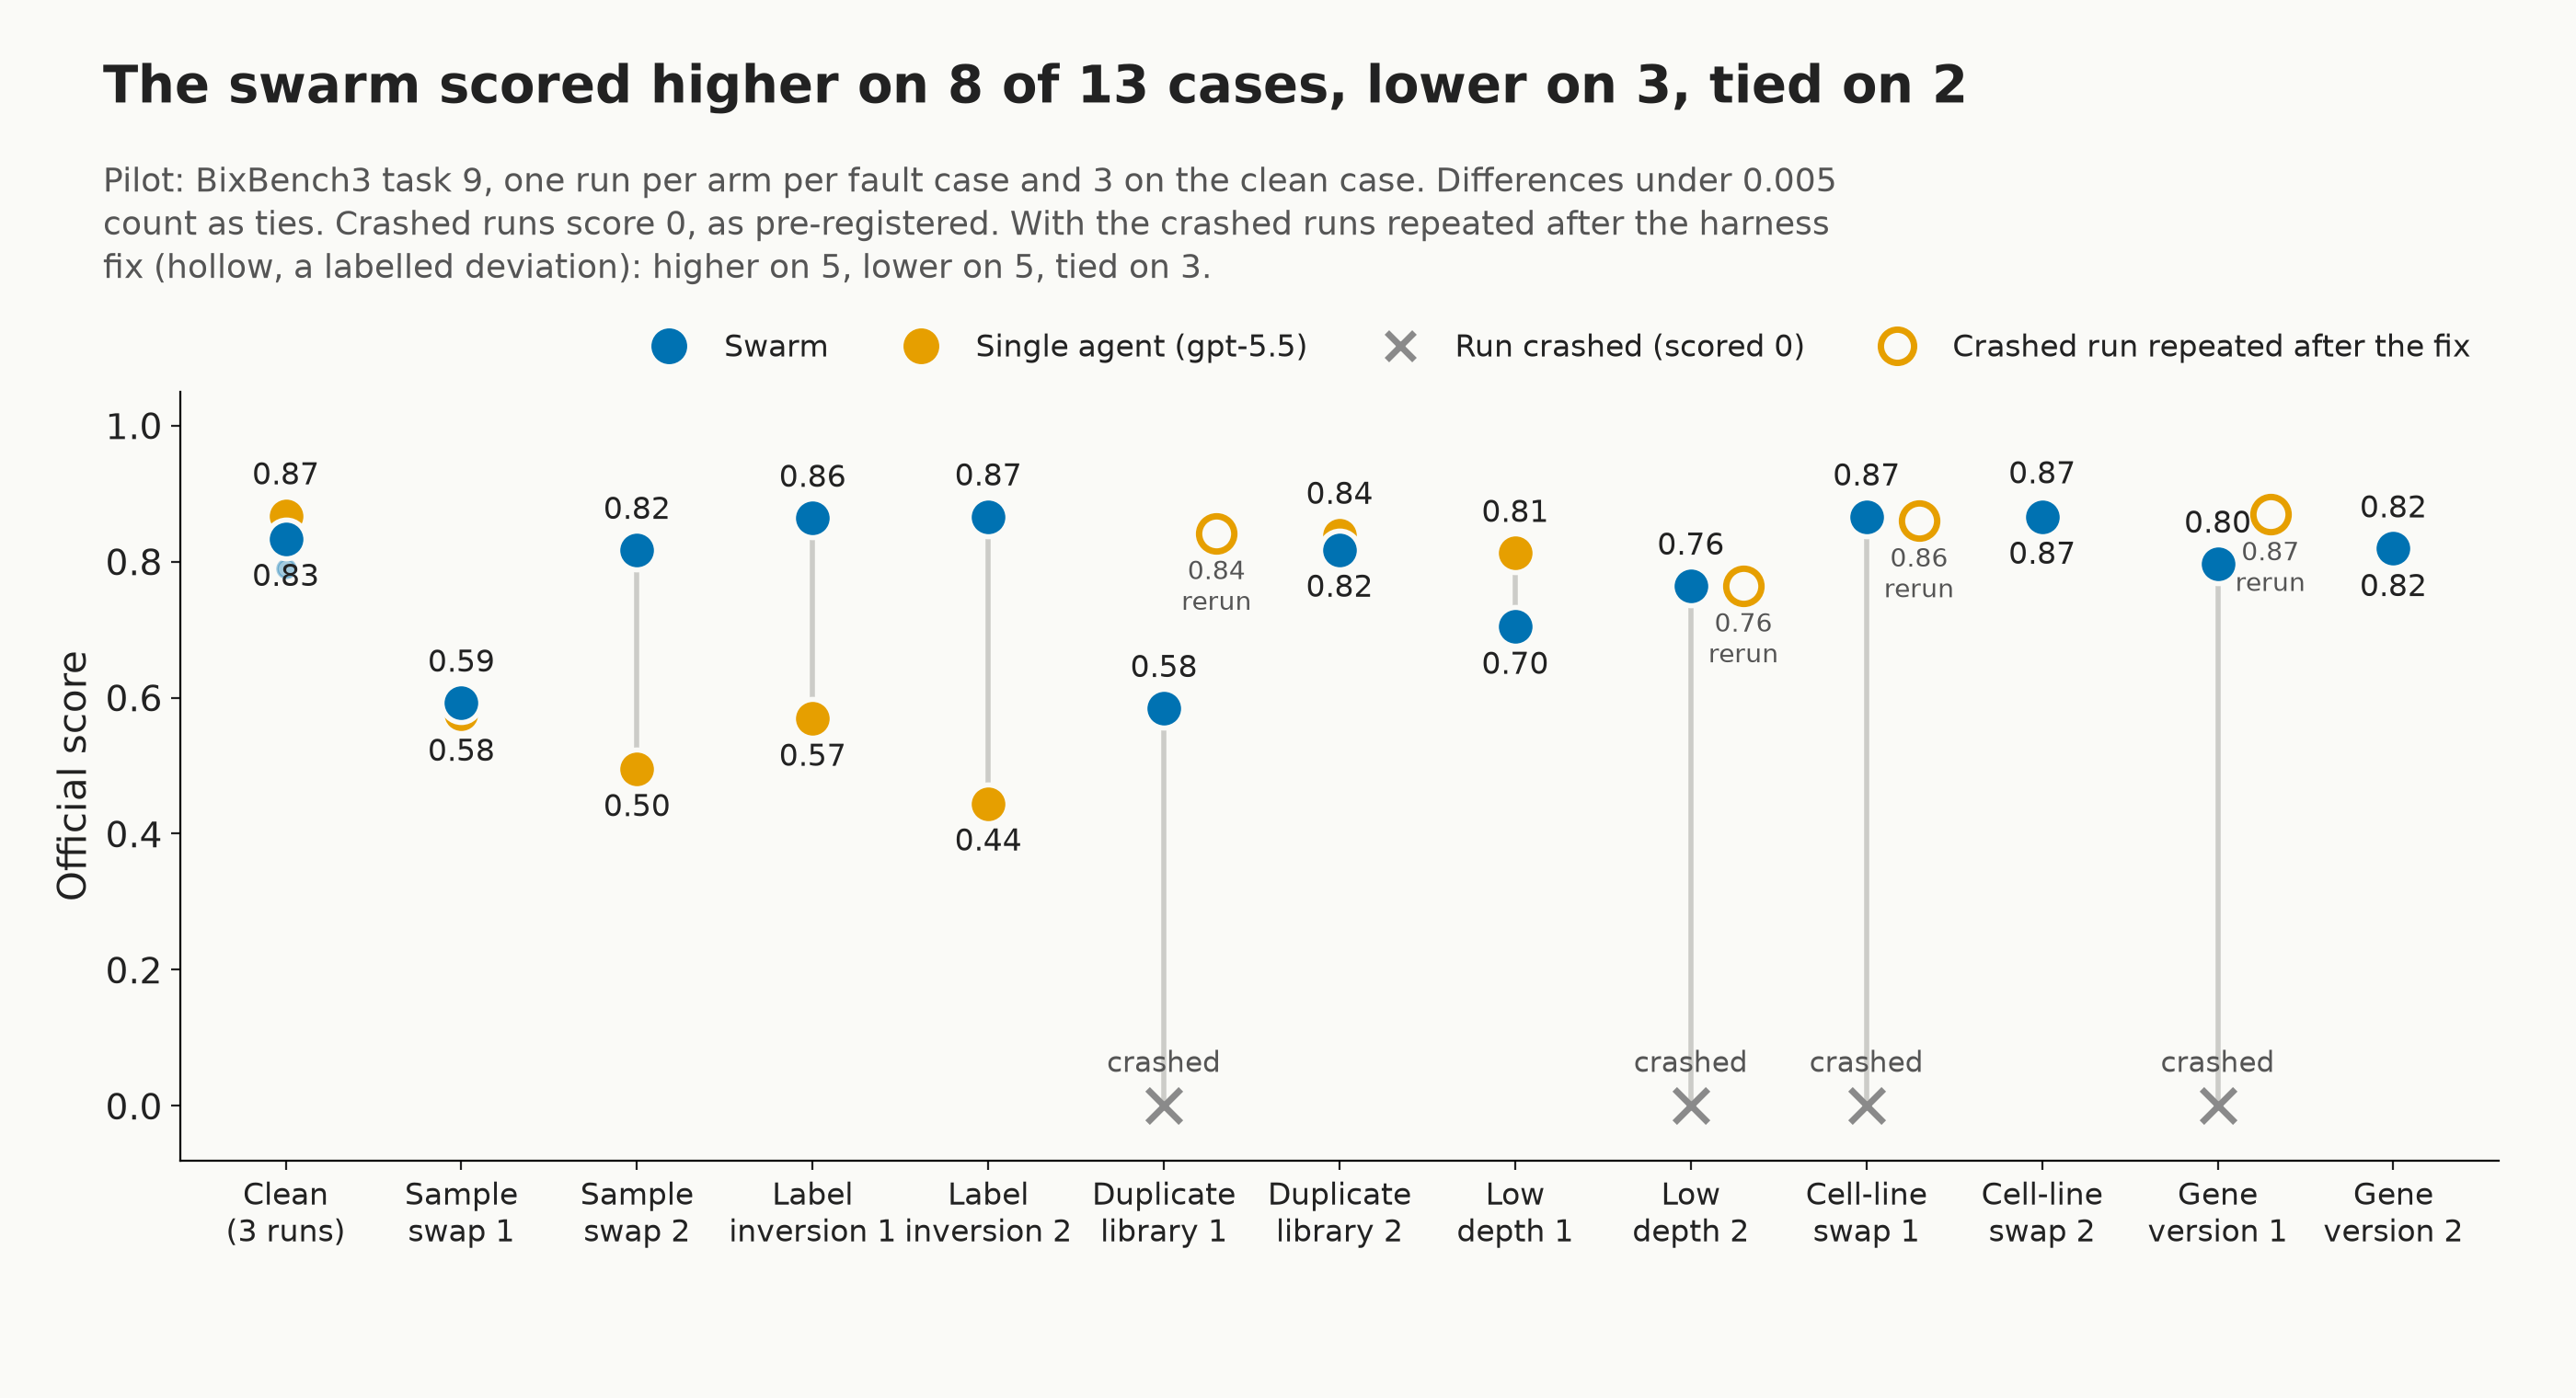 The swarm scored higher on 8 of 13 cases, lower on 3, tied on 2
Pilot: BixBench3 task 9, one run per arm per fault case and 3 on the clean case. Differences under 0.005
count as ties. Crashed runs score 0, as pre-registered. With the crashed runs repeated after the harness
fix (hollow, a labelled deviation): higher on 5, lower on 5, tied on 3.
Swarm
Single agent (gpt-5.5)
Run crashed (scored 0)
Crashed run repeated after the fix
Official score
1.0
0.8
0.6
0.4
0.2
0.0
0.87
0.83
0.59
0.58
0.82
0.50
0.86
0.57
0.87
0.44
0.58
crashed
0.84
rerun
0.84
0.82
0.81
0.70
0.76
crashed
0.76
rerun
0.87
crashed
0.86
rerun
0.87
0.87
0.80
crashed
0.87
rerun
0.82
0.82
Clean
(3 runs)
Sample
swap 1
Sample
swap 2
Label
inversion 1
Label
inversion 2
Duplicate
library 1
Duplicate
library 2
Low
depth 1
Low
depth 2
Cell-line
swap 1
Cell-line
swap 2
Gene
version 1
Gene
version 2